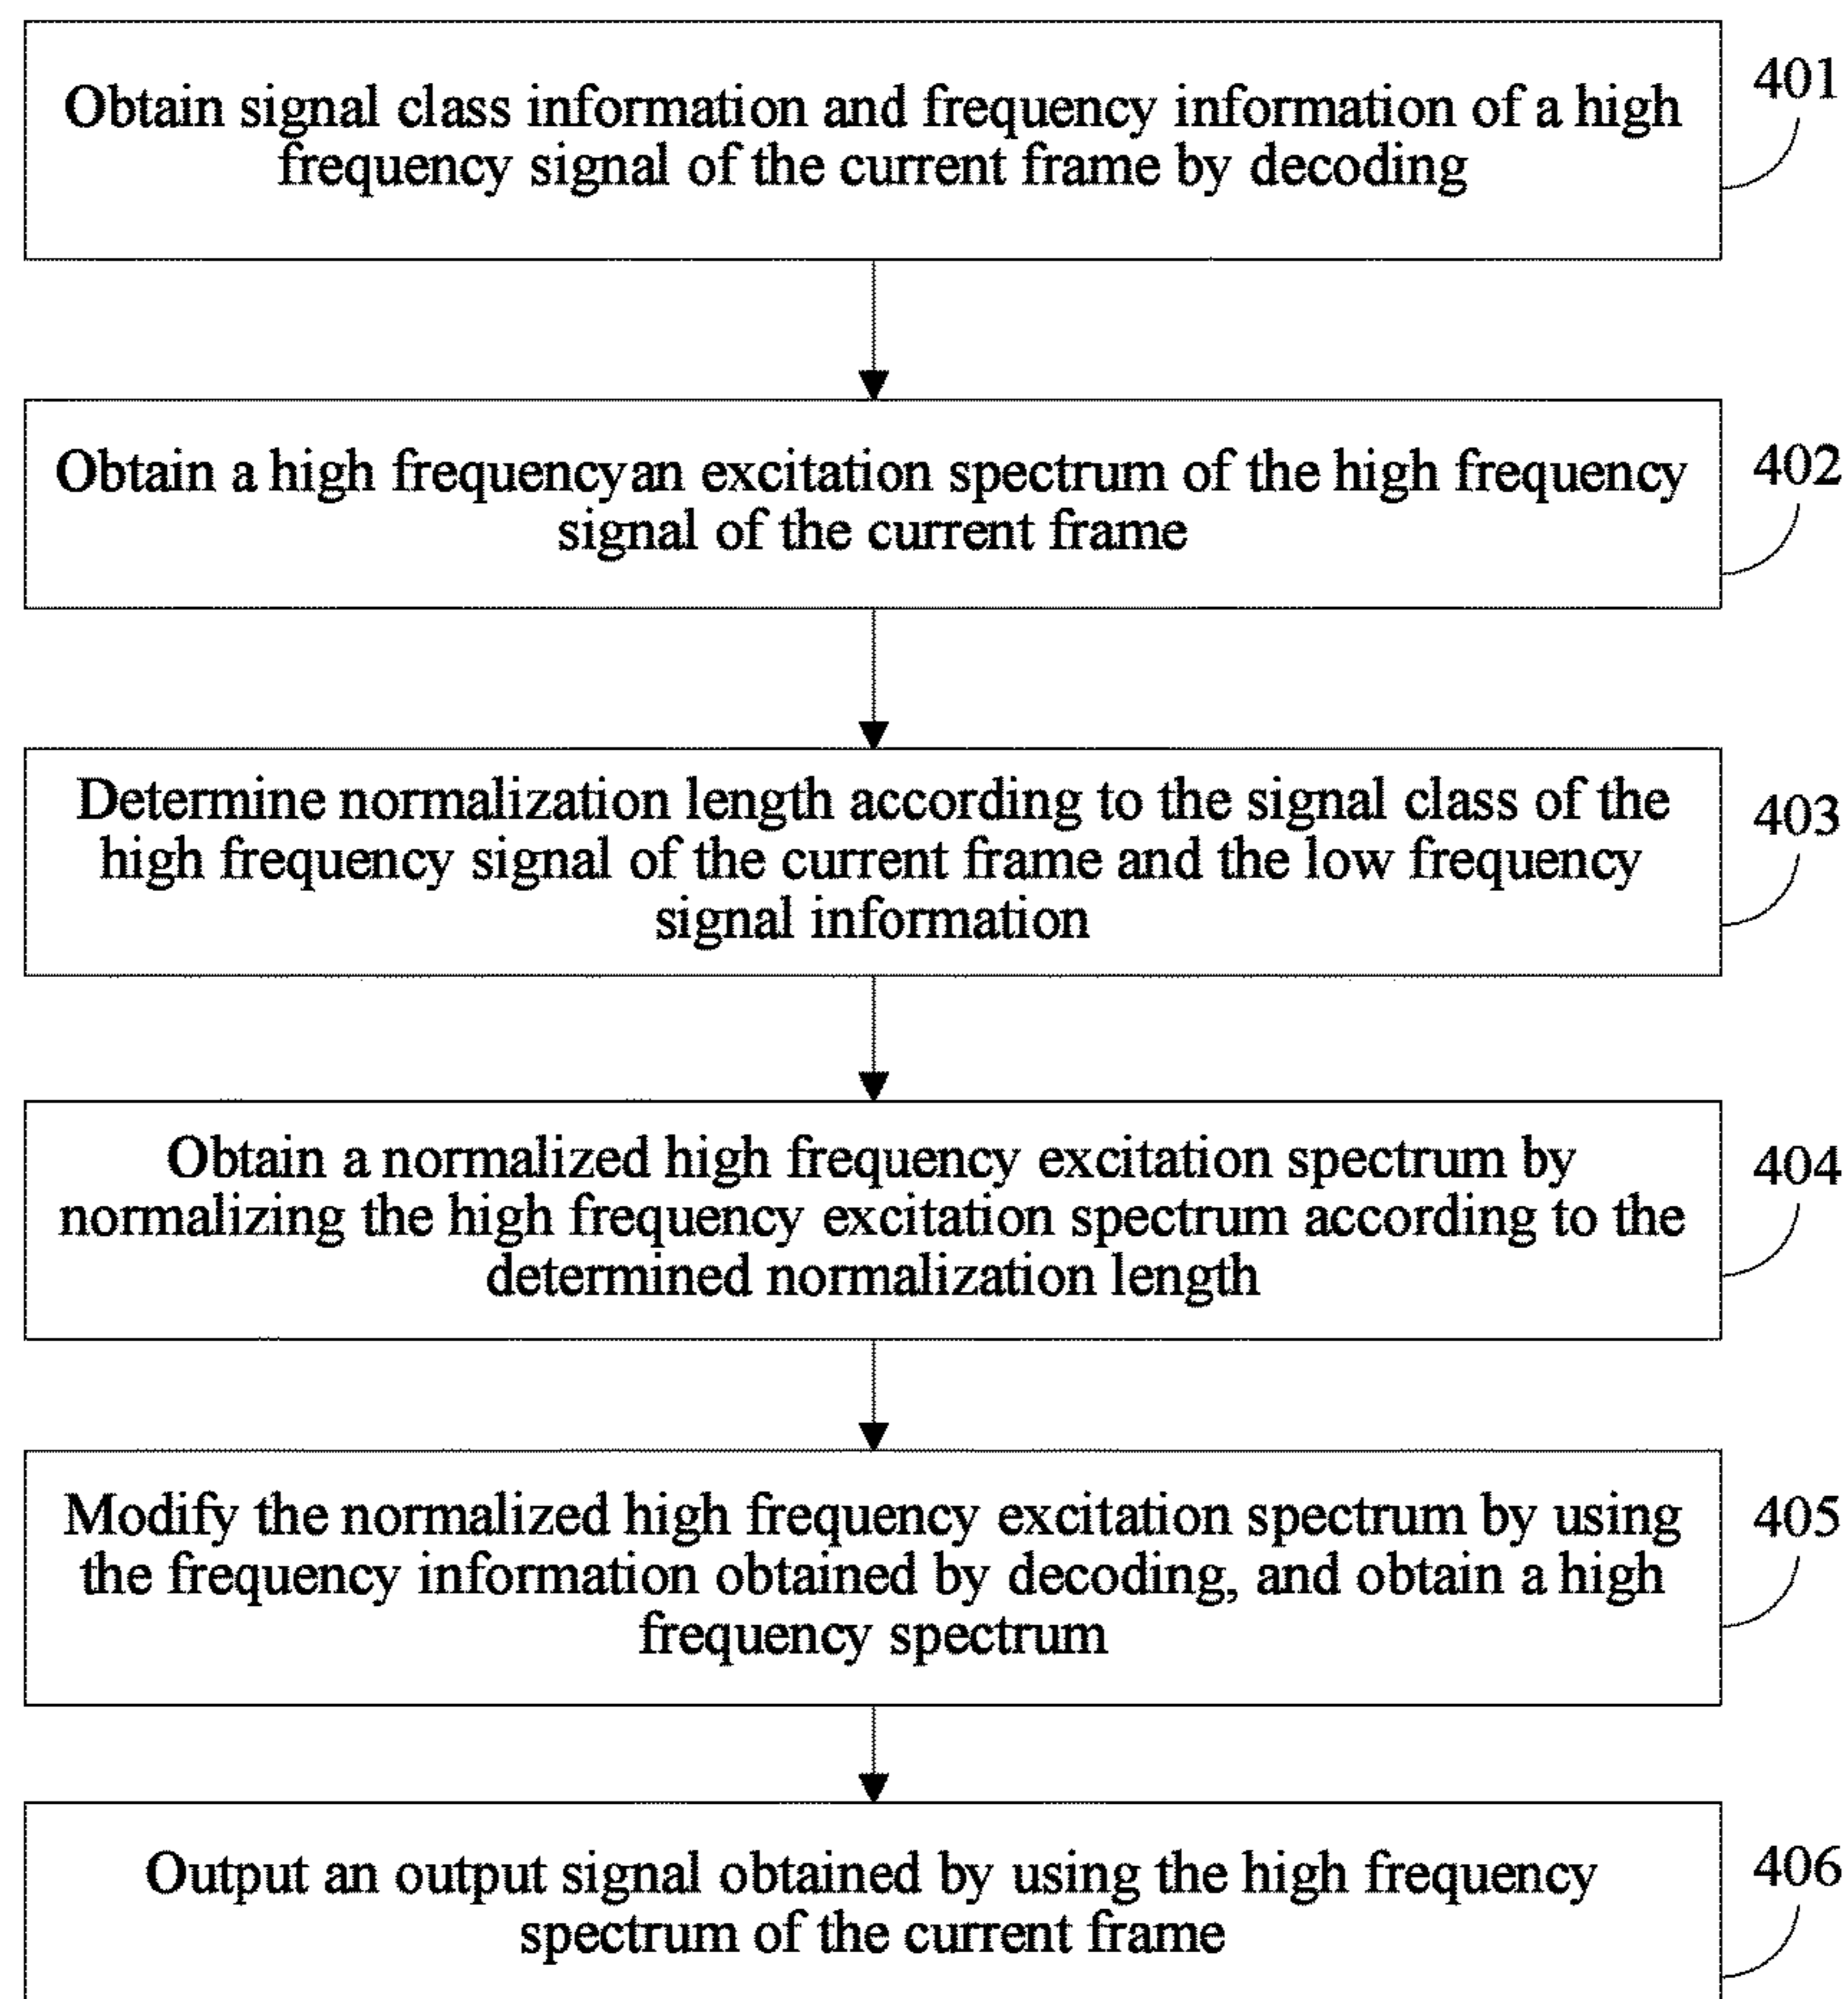 Obtain signal class information and frequency information of a high
frequency signal of the current frame by decoding
401
Obtain a high frequencyan excitation spectrum of the high frequency
signal of the current frame
402
Determine normalization length according to the signal class of the
high frequency signal of the current frame and the low frequency
signal information
403
Obtain a normalized high frequency excitation spectrum by
normalizing the high frequency excitation spectrum according to the
determined normalization length
404
Modify the normalized high frequency excitation spectrum by using
the frequency information obtained by decoding, and obtain a high
frequency spectrum
405
Output an output signal obtained by using the high frequency
spectrum of the current frame
406